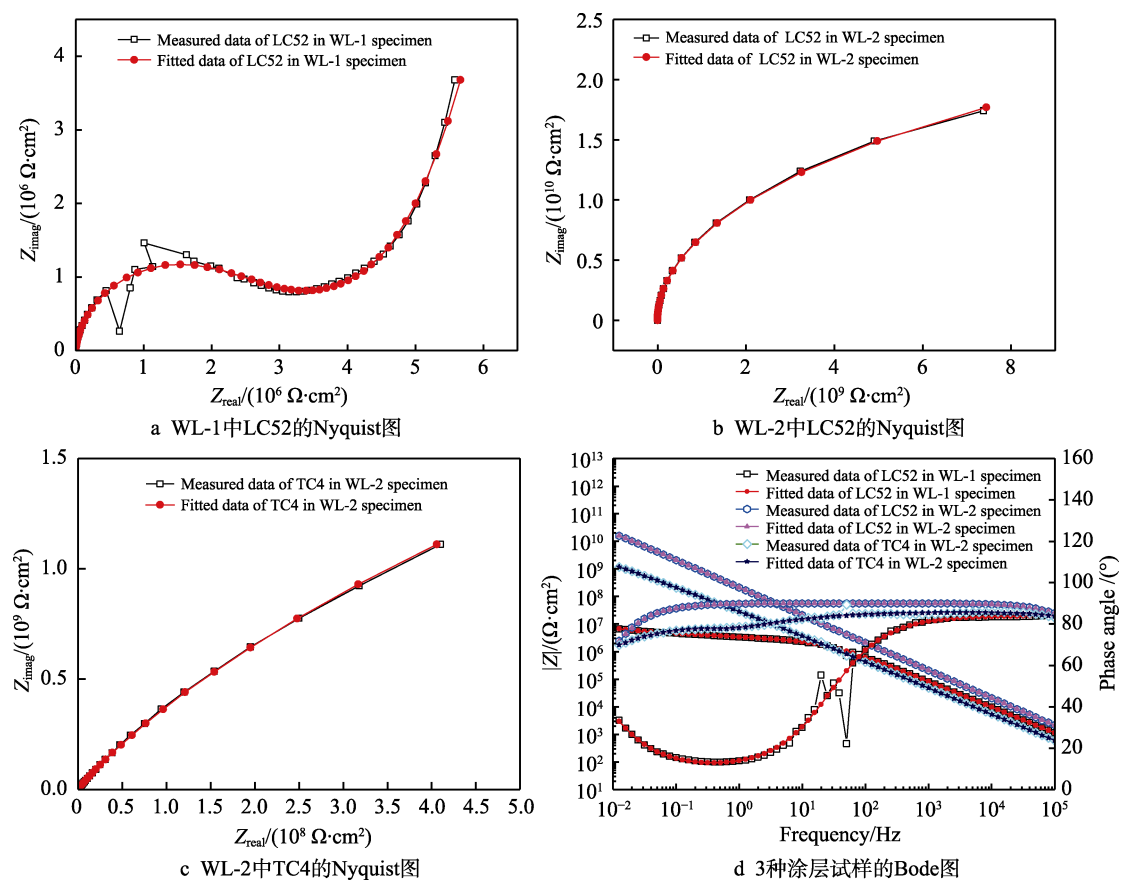 Measured data of LC52 in WL-1 specimen
Fitted data of LC52 in WL-1 specimen
4
3
2
1
0
Z_imag/(10⁶ Ω·cm²)
0 1 2 3 4 5 6
Z_real/(10⁶ Ω·cm²)
a WL-1中LC52的Nyquist图
Measured data of LC52 in WL-2 specimen
Fitted data of LC52 in WL-2 specimen
2.5
2.0
1.5
1.0
0.5
0
Z_imag/(10¹⁰ Ω·cm²)
0 2 4 6 8
Z_real/(10⁹ Ω·cm²)
b WL-2中LC52的Nyquist图
Measured data of TC4 in WL-2 specimen
Fitted data of TC4 in WL-2 specimen
1.5
1.0
0.5
0.0
Z_imag/(10⁹ Ω·cm²)
0 0.5 1.0 1.5 2.0 2.5 3.0 3.5 4.0 4.5 5.0
Z_real/(10⁸ Ω·cm²)
c WL-2中TC4的Nyquist图
Measured data of LC52 in WL-1 specimen
Fitted data of LC52 in WL-1 specimen
Measured data of LC52 in WL-2 specimen
Fitted data of LC52 in WL-2 specimen
Measured data of TC4 in WL-2 specimen
Fitted data of TC4 in WL-2 specimen
10¹³
10¹²
10¹¹
10¹⁰
10⁹
10⁸
10⁷
10⁶
10⁵
10⁴
10³
10²
10¹
|Z|/(Ω·cm²)
160
140
120
100
80
60
40
20
0
Phase angle /(°)
10⁻² 10⁻¹ 10⁰ 10¹ 10² 10³ 10⁴ 10⁵
Frequency/Hz
d 3种涂层试样的Bode图